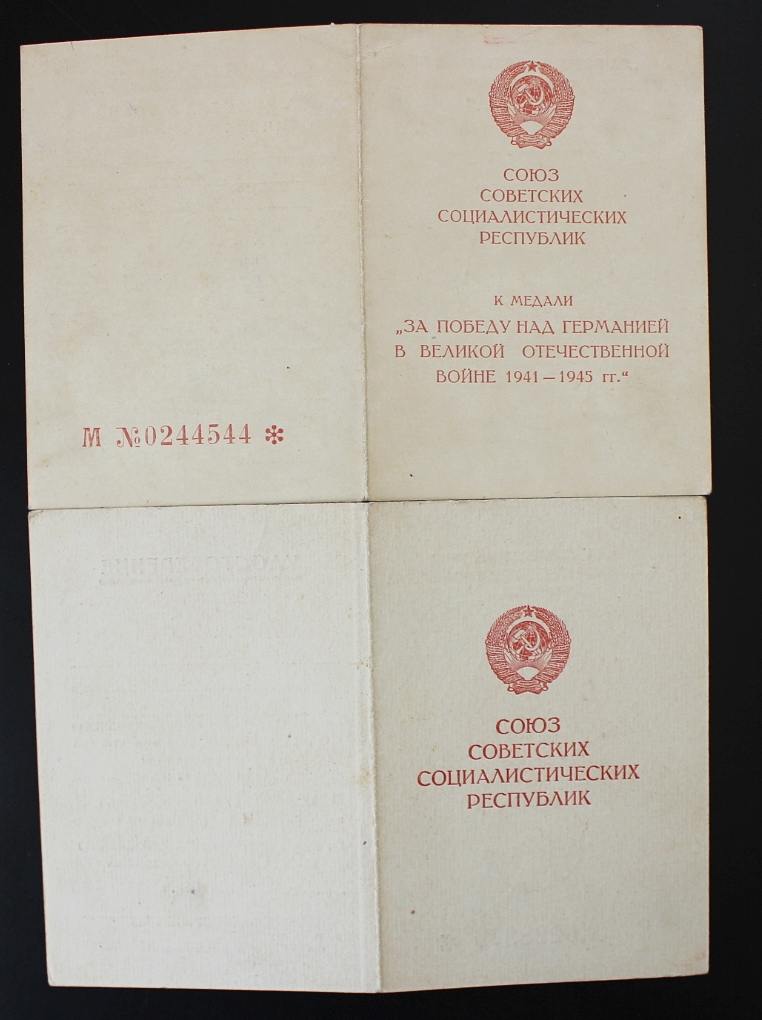 СОЮЗ
СОВЕТСКИХ
СОЦИАЛИСТИЧЕСКИХ
РЕСПУБЛИК
К МЕДАЛИ
„ЗА ПОБЕДУ НАД ГЕРМАНИЕЙ
В ВЕЛИКОЙ ОТЕЧЕСТВЕННОЙ
ВОЙНЕ 1941—1945 гг.“
М №0244544 *
СОЮЗ
СОВЕТСКИХ
СОЦИАЛИСТИЧЕСКИХ
РЕСПУБЛИК